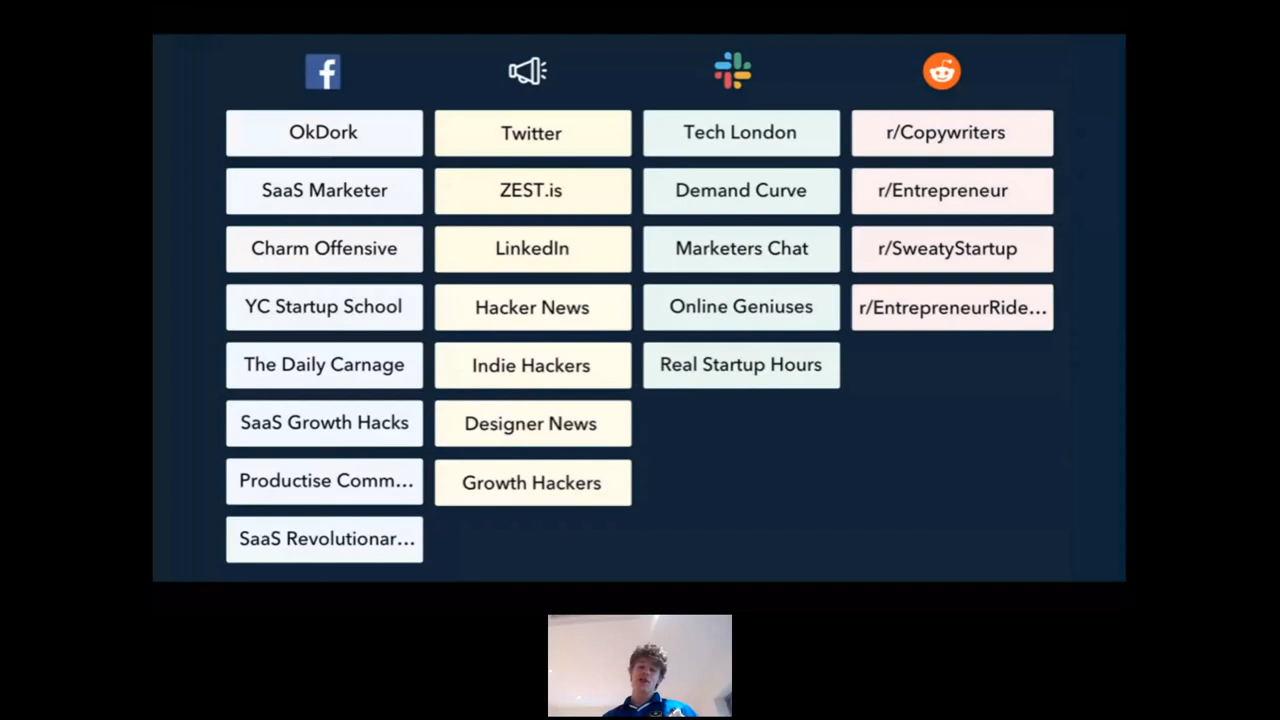 OkDork
SaaS Marketer
Charm Offensive
YC Startup School
The Daily Carnage
SaaS Growth Hacks
Productise Comm...
SaaS Revolutionar...
Twitter
ZEST.is
LinkedIn
Hacker News
Indie Hackers
Designer News
Growth Hackers
Tech London
Demand Curve
Marketers Chat
Online Geniuses
Real Startup Hours
r/Copywriters
r/Entrepreneur
r/SweatyStartup
r/EntrepreneurRide...